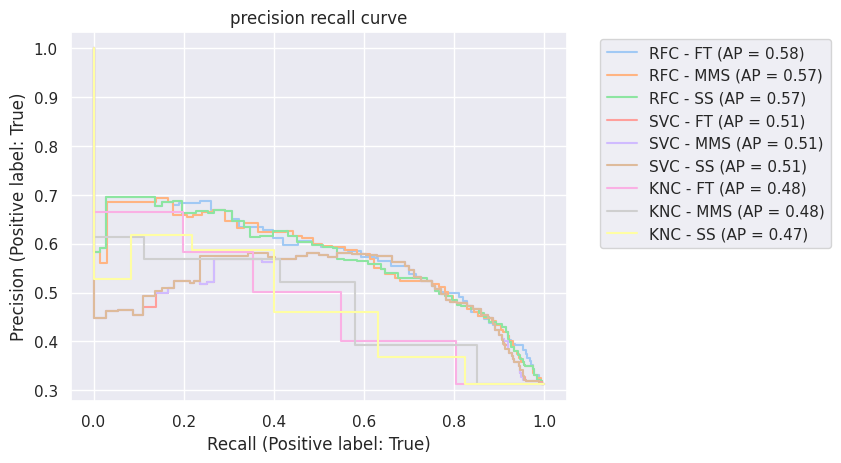 precision recall curve
Precision (Positive label: True)
1.0
0.9
0.8
0.7
0.6
0.5
0.4
0.3
0.0 0.2 0.4 0.6 0.8 1.0
Recall (Positive label: True)
RFC - FT (AP = 0.58)
RFC - MMS (AP = 0.57)
RFC - SS (AP = 0.57)
SVC - FT (AP = 0.51)
SVC - MMS (AP = 0.51)
SVC - SS (AP = 0.51)
KNC - FT (AP = 0.48)
KNC - MMS (AP = 0.48)
KNC - SS (AP = 0.47)